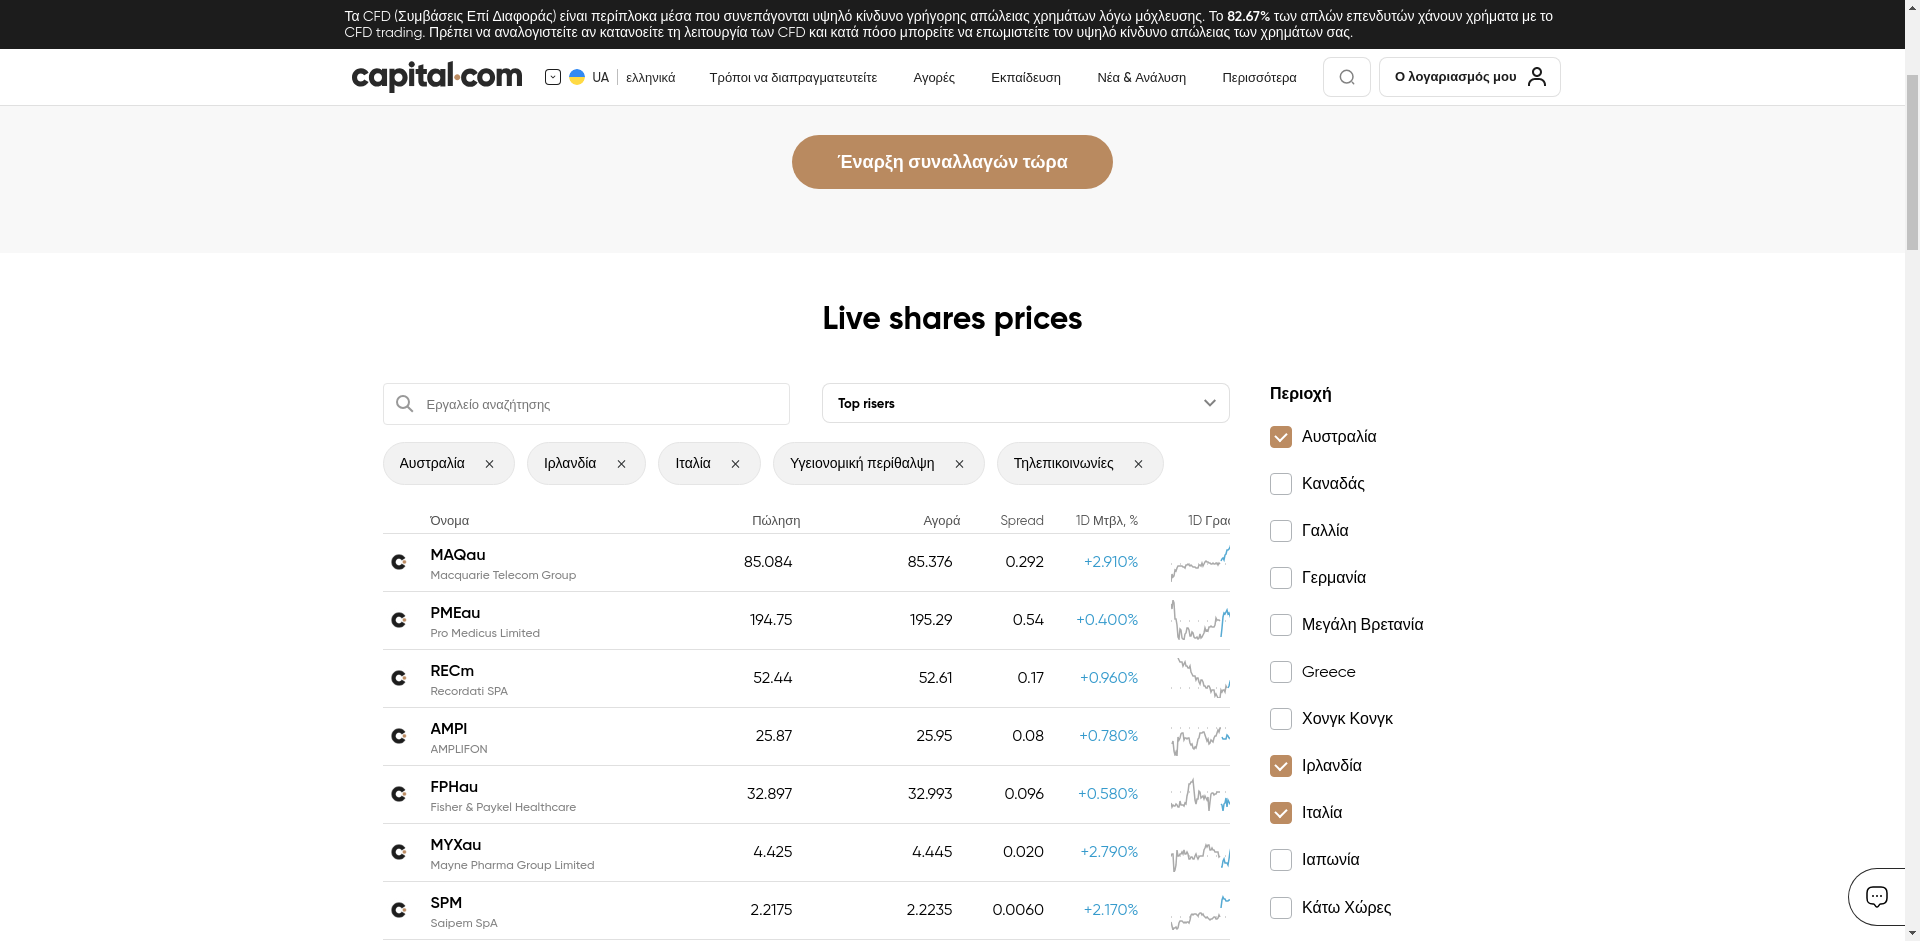 Τα CFD (Συμβάσεις Επί Διαφοράς) είναι περίπλοκα μέσα που συνεπάγονται υψηλό κίνδυνο γρήγορης απώλειας χρημάτων λόγω μόχλευσης. Το 82.67% των απλών επενδυτών χάνουν χρήματα με το
CFD trading. Πρέπει να αναλογιστείτε αν κατανοείτε τη λειτουργία των CFD και κατά πόσο μπορείτε να επωμιστείτε τον υψηλό κίνδυνο απώλειας των χρημάτων σας.
capital.com UA ελληνικά Τρόποι να διαπραγματευτείτε Αγορές Εκπαίδευση Νέα & Ανάλυση Περισσότερα Ο λογαριασμός μου
Έναρξη συναλλαγών τώρα
Live shares prices
Εργαλείο αναζήτησης Top risers
Αυστραλία Ιρλανδία Ιταλία Υγειονομική περίθαλψη Τηλεπικοινωνίες
Όνομα Πώληση Αγορά Spread 1D Μτβλ, % 1D
MAQau 85.084 85.376 0.292 +2.910%
Macquarie Telecom Group
PMEau 194.75 195.29 0.54 +0.400%
Pro Medicus Limited
RECm 52.44 52.61 0.17 +0.960%
Recordati SPA
AMPl 25.87 25.95 0.08 +0.780%
AMPLIFON
FPHau 32.897 32.993 0.096 +0.580%
Fisher & Paykel Healthcare
MYXau 4.425 4.445 0.020 +2.790%
Mayne Pharma Group Limited
SPM 2.2175 2.2235 0.0060 +2.170%
Saipem SpA
Περιοχή
Αυστραλία
Καναδάς
Γαλλία
Γερμανία
Μεγάλη Βρετανία
Greece
Χονγκ Κονγκ
Ιρλανδία
Ιταλία
Ιαπωνία
Κάτω Χώρες